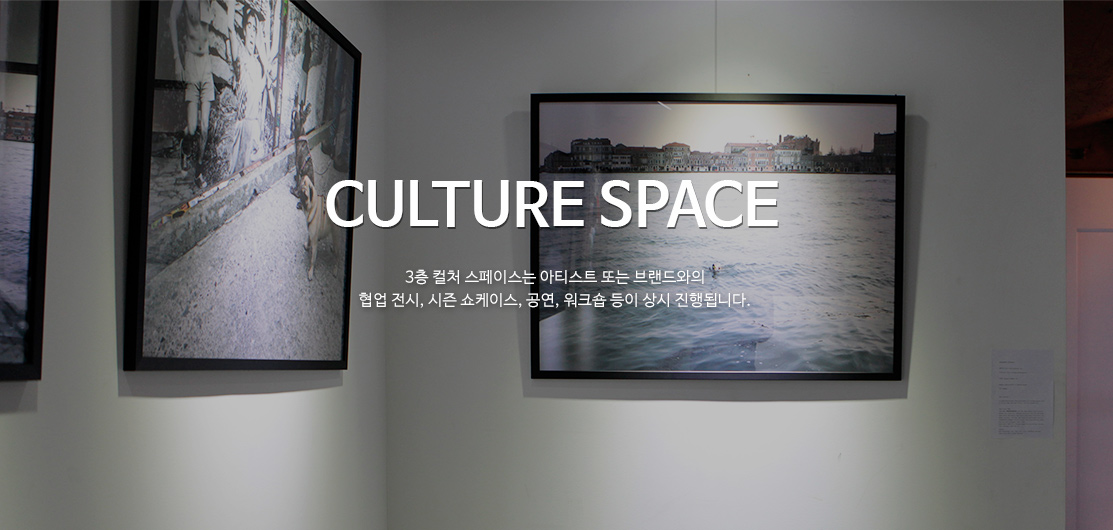 CULTURE SPACE
3층 컬처 스페이스는 아티스트 또는 브랜드와의
협업 전시, 시즌 쇼케이스, 공연, 워크숍 등이 상시 진행됩니다.